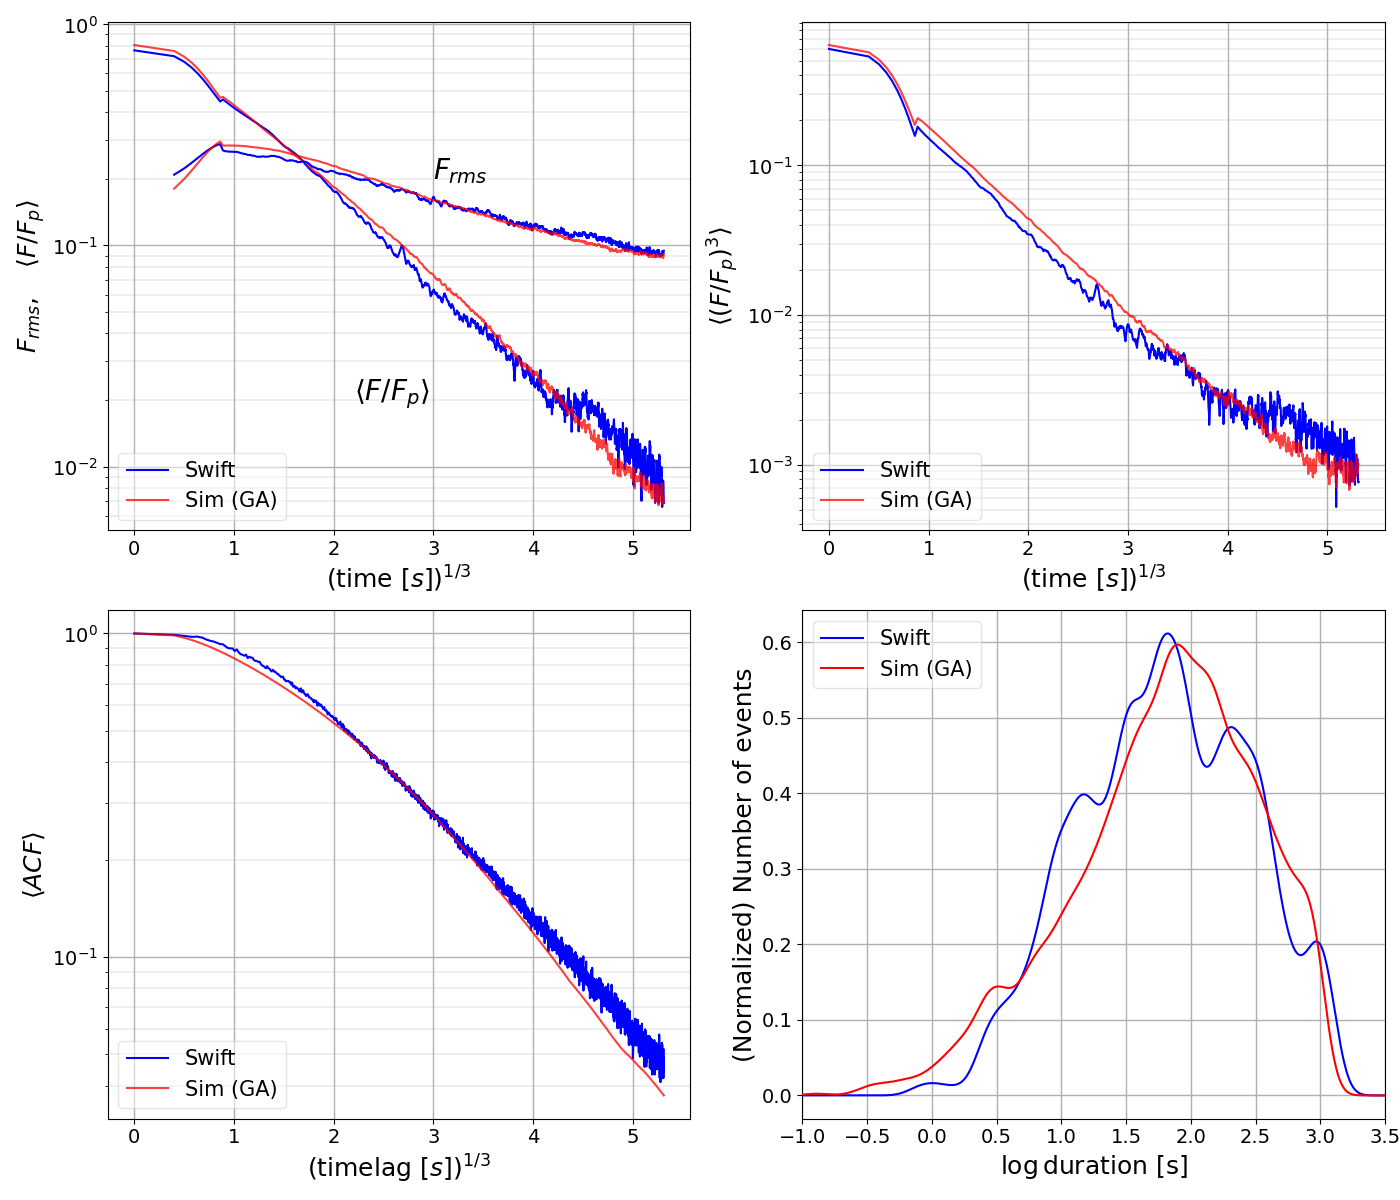 10⁰
10⁻¹
10⁻²
F_rms, ⟨F/F_p⟩
F_rms
⟨F/F_p⟩
Swift
Sim (GA)
0 1 2 3 4 5
(time [s])^1/3
10⁻¹
10⁻²
10⁻³
⟨(F/F_p)³⟩
Swift
Sim (GA)
0 1 2 3 4 5
(time [s])^1/3
10⁰
10⁻¹
⟨ACF⟩
Swift
Sim (GA)
0 1 2 3 4 5
(timelag [s])^1/3
0.6
0.5
0.4
0.3
0.2
0.1
0.0
(Normalized) Number of events
Swift
Sim (GA)
−1.0 −0.5 0.0 0.5 1.0 1.5 2.0 2.5 3.0 3.5
log duration [s]